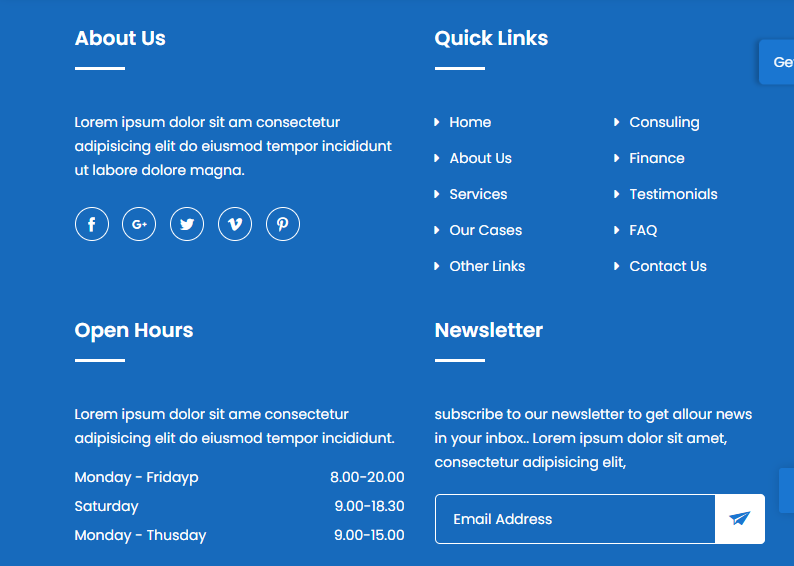 About Us
Lorem ipsum dolor sit am consectetur
adipisicing elit do eiusmod tempor incididunt
ut labore dolore magna.
Quick Links
Home
About Us
Services
Our Cases
Other Links
Consuling
Finance
Testimonials
FAQ
Contact Us
Open Hours
Lorem ipsum dolor sit ame consectetur
adipisicing elit do eiusmod tempor incididunt.
Monday - Fridayp 8.00-20.00
Saturday 9.00-18.30
Monday - Thusday 9.00-15.00
Newsletter
subscribe to our newsletter to get allour news
in your inbox.. Lorem ipsum dolor sit amet,
consectetur adipisicing elit,
Email Address